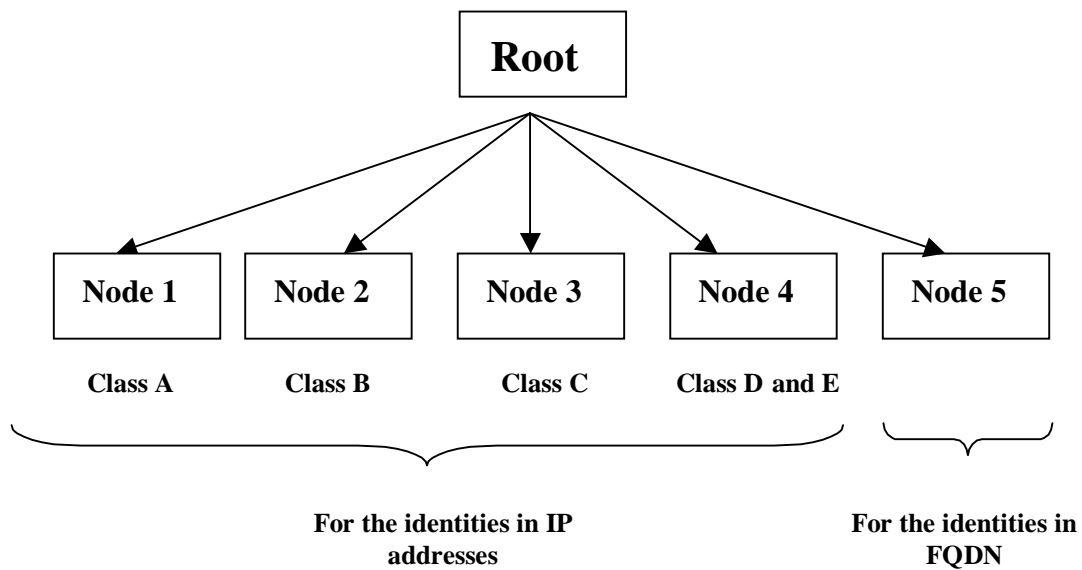 Root
Node 1
Node 2
Node 3
Node 4
Node 5
Class A
Class B
Class C
Class D and E
For the identities in IP
addresses
For the identities in
FQDN